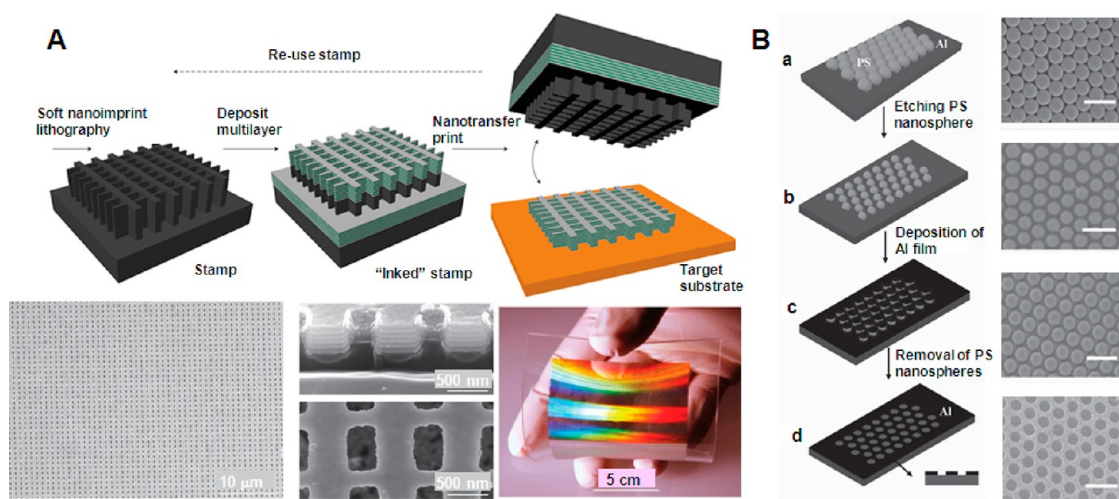 A
Re-use stamp
Soft nanoimprint
lithography
Deposit
multilayer
Nanotransfer
print
Stamp
“Inked” stamp
Target
substrate
10 μm
500 nm
500 nm
5 cm
B
a
PS
Al
Etching PS
nanosphere
b
Deposition of
Al film
c
Removal of PS
nanospheres
d
Al